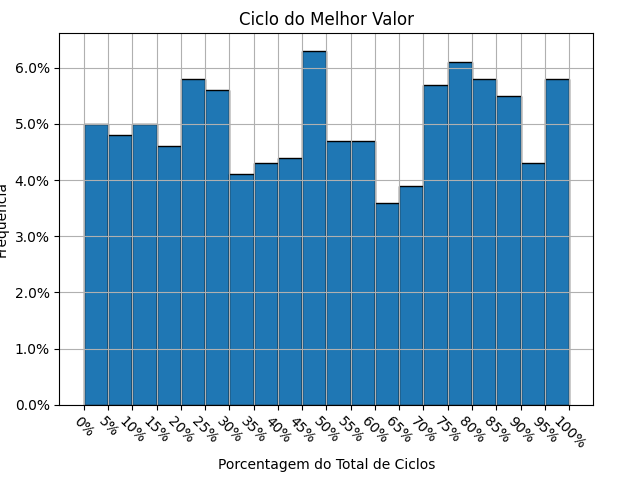 Ciclo do Melhor Valor
6.0%
5.0%
4.0%
3.0%
2.0%
1.0%
0.0%
Frequência
0% 5% 10% 15% 20% 25% 30% 35% 40% 45% 50% 55% 60% 65% 70% 75% 80% 85% 90% 95% 100%
Porcentagem do Total de Ciclos